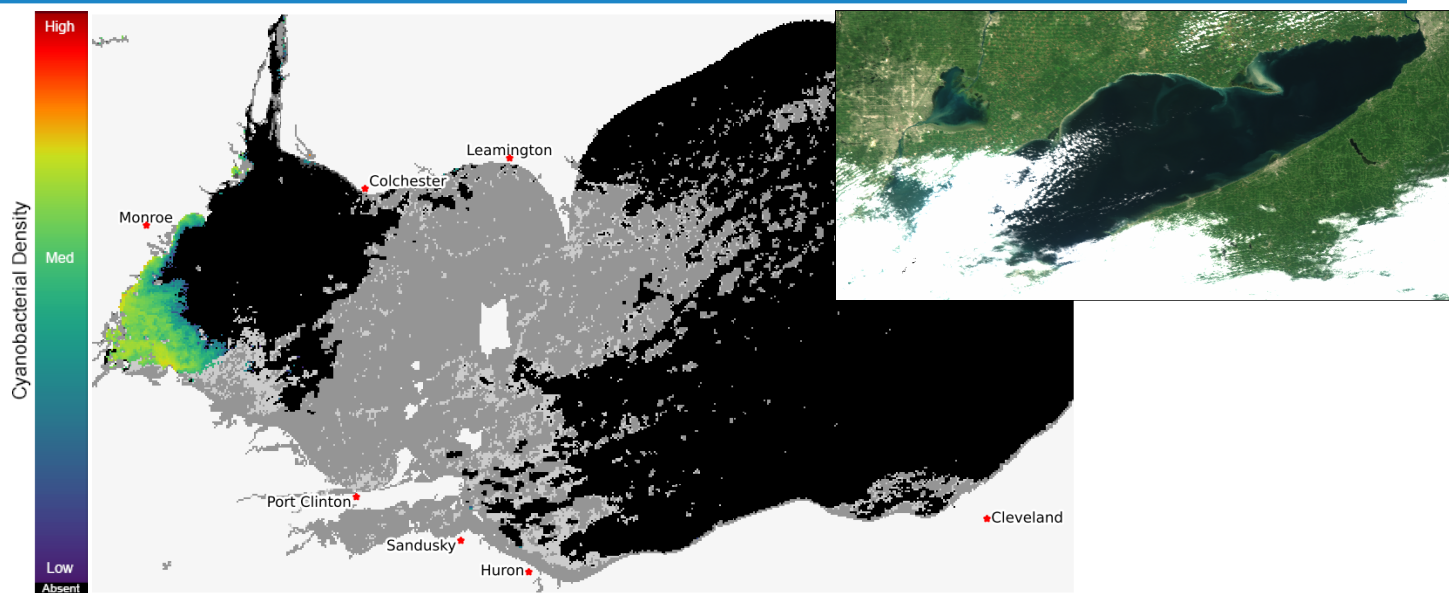 High
Cyanobacterial Density
Med
Low
Absent
Leamington
Colchester
Monroe
Port Clinton
Sandusky
Huron
Cleveland